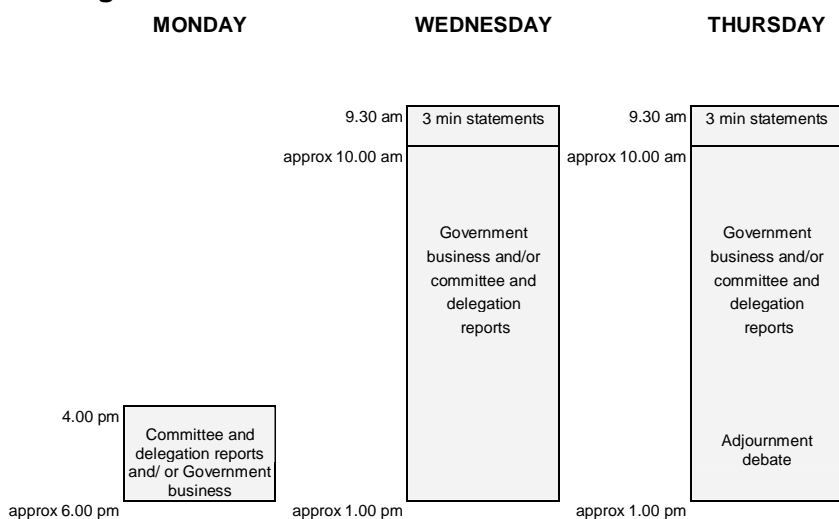 MONDAY
WEDNESDAY
THURSDAY
9.30 am
3 min statements
9.30 am
3 min statements
approx 10.00 am
approx 10.00 am
Government
business and/or
committee and
delegation
reports
Government
business and/or
committee and
delegation
reports
4.00 pm
Committee and
delegation reports
and/ or Government
business
Adjournment
debate
approx 6.00 pm
approx 1.00 pm
approx 1.00 pm